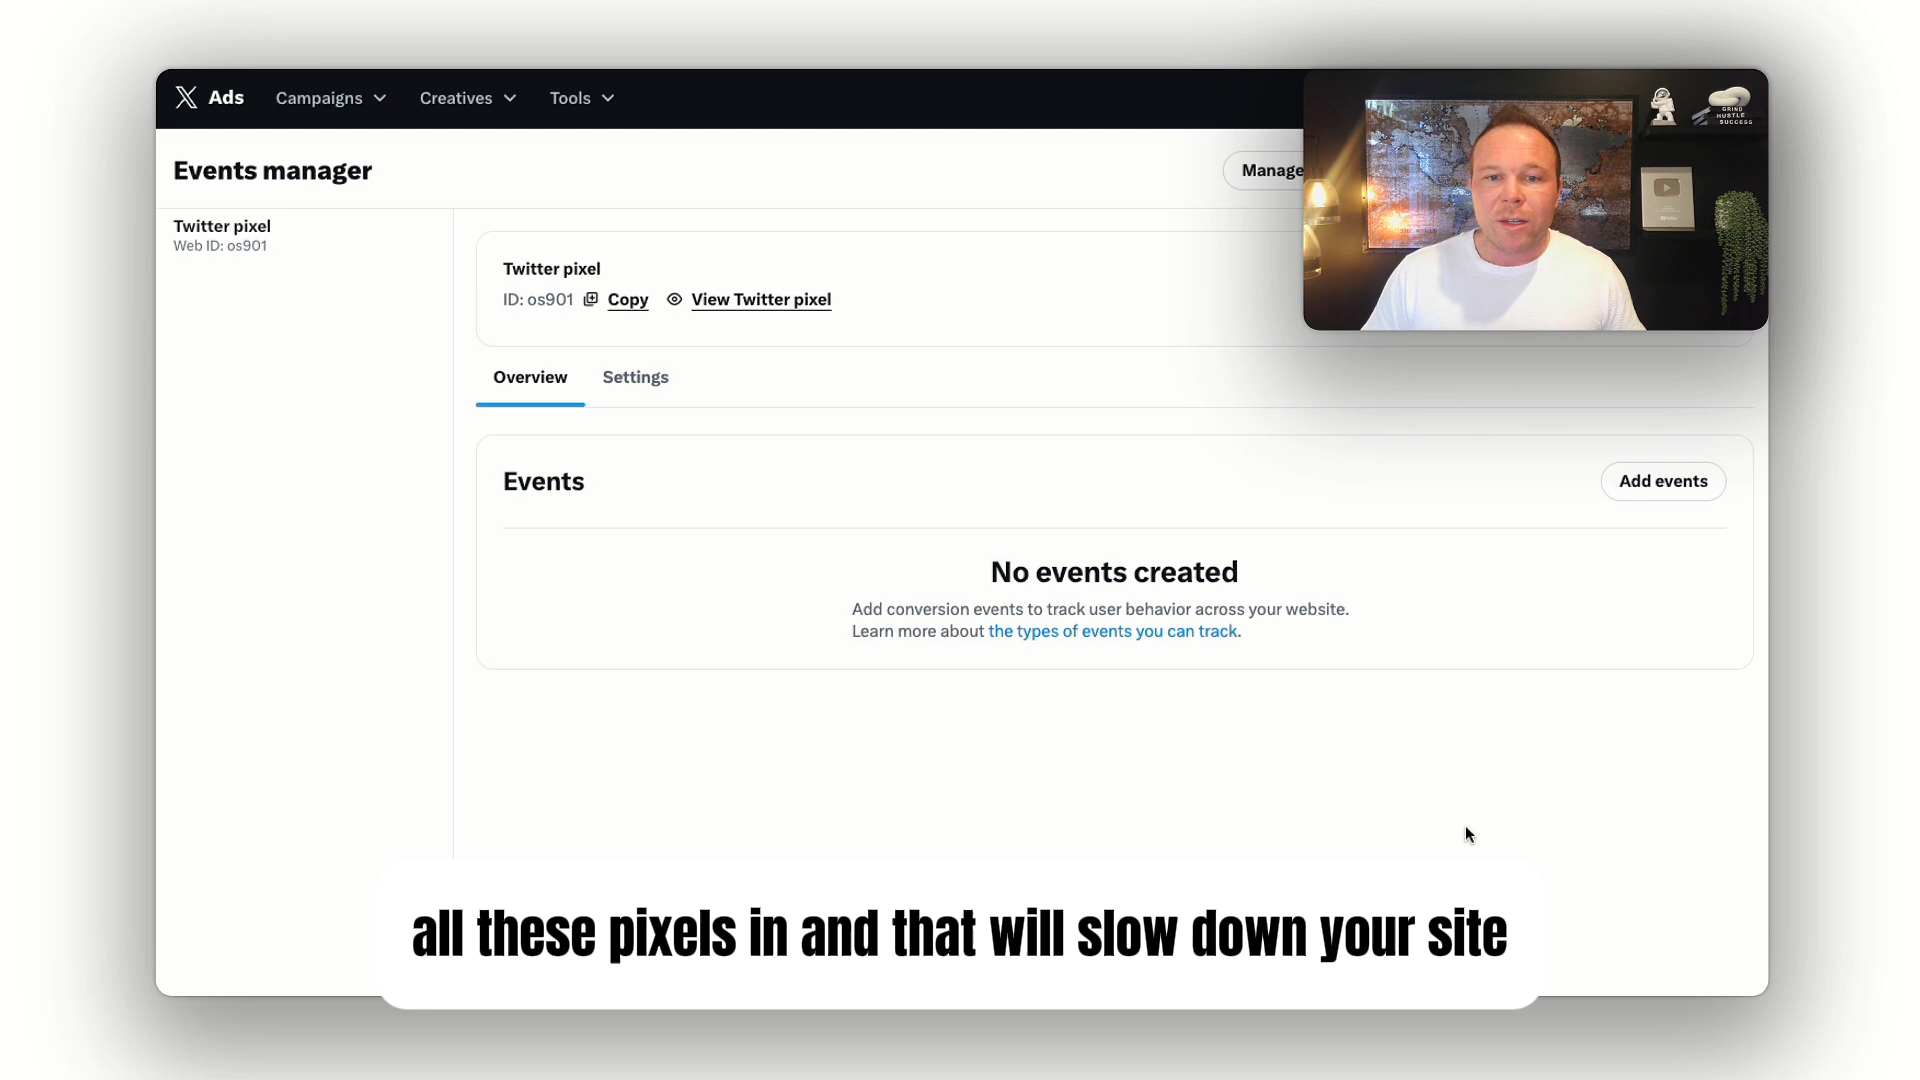 Ads Campaigns Creatives Tools
GRIND
HUSTLE
SUCCESS
Events manager
Manage
Twitter pixel
Web ID: os901
Twitter pixel
ID: os901 Copy View Twitter pixel
Overview Settings
Events
Add events
No events created
Add conversion events to track user behavior across your website.
Learn more about the types of events you can track.
all these pixels in and that will slow down your site